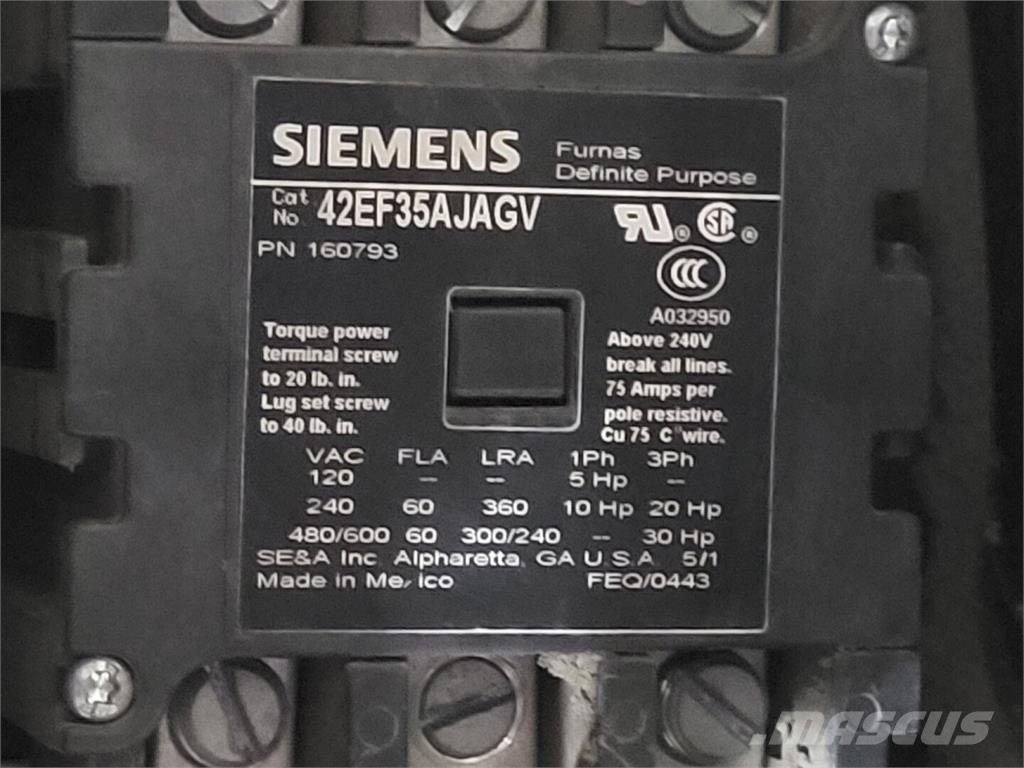 SIEMENS Furnas
Definite Purpose
Cat No. 42EF35AJAGV
PN 160793
A032950
Torque power
terminal screw
to 20 lb. in.
Lug set screw
to 40 lb. in.
Above 240V
break all lines.
75 Amps per
pole resistive.
Cu 75 C° wire.
VAC FLA LRA 1Ph 3Ph
120 -- -- 5 Hp --
240 60 360 10 Hp 20 Hp
480/600 60 300/240 -- 30 Hp
SE&A Inc. Alpharetta, GA U.S.A. 5/1
Made in Mexico FEQ/0443
MASCUS